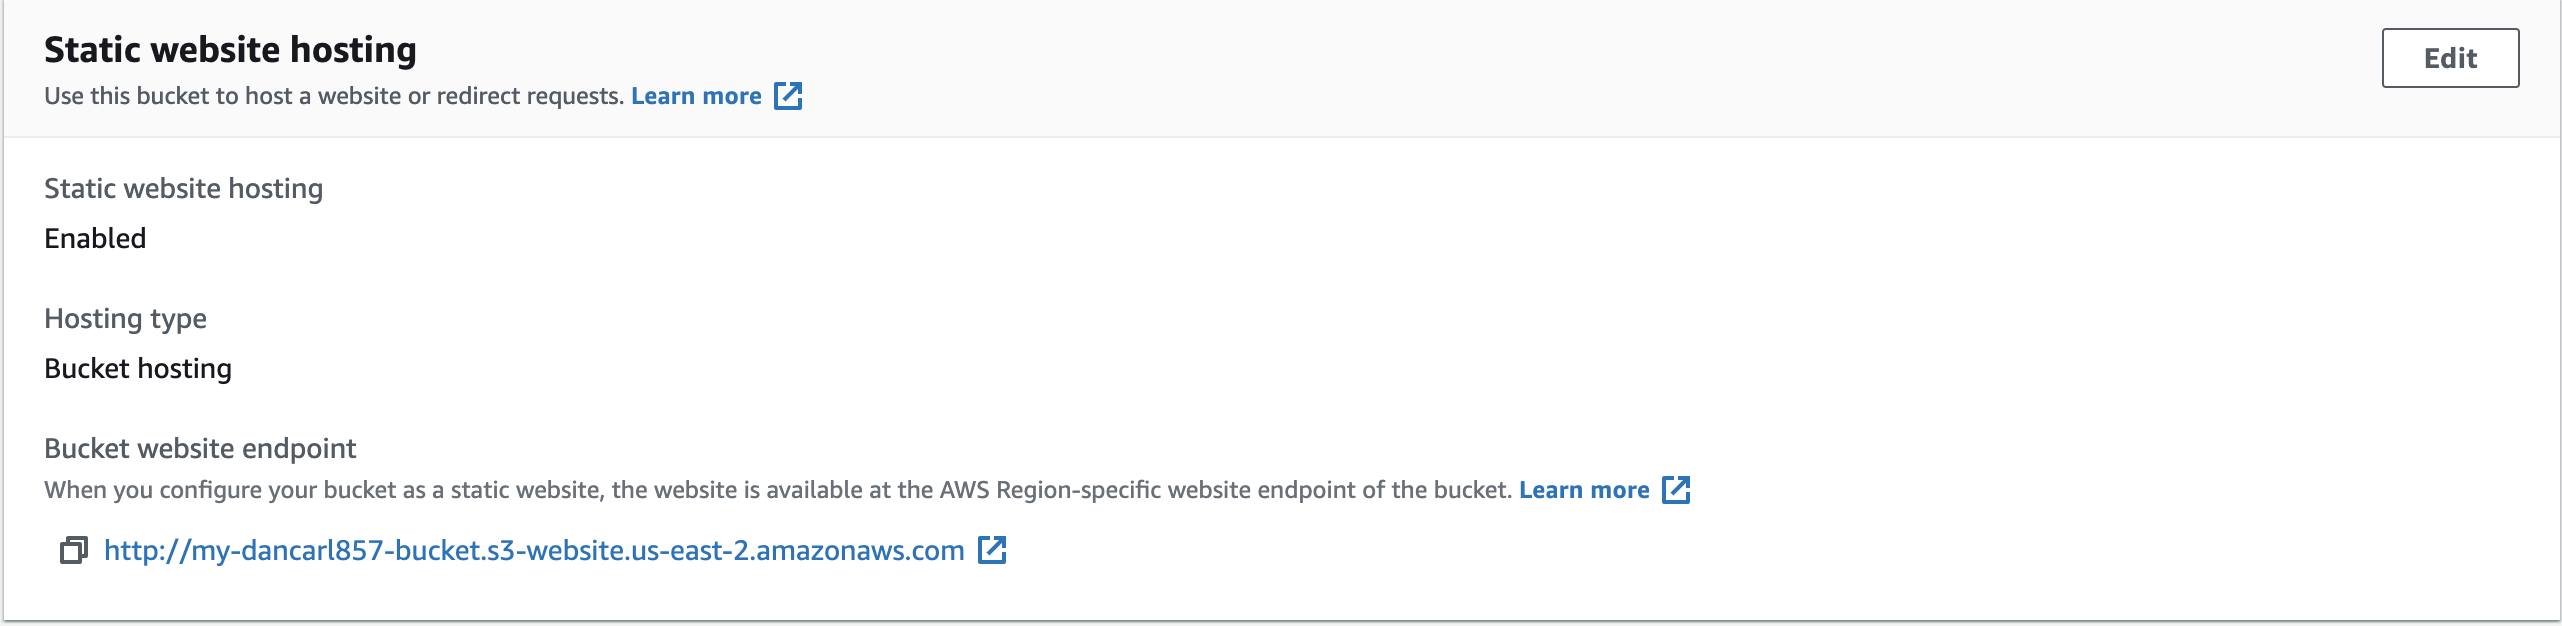 Static website hosting
Edit
Use this bucket to host a website or redirect requests. Learn more
Static website hosting
Enabled
Hosting type
Bucket hosting
Bucket website endpoint
When you configure your bucket as a static website, the website is available at the AWS Region-specific website endpoint of the bucket. Learn more
http://my-dancarl857-bucket.s3-website.us-east-2.amazonaws.com